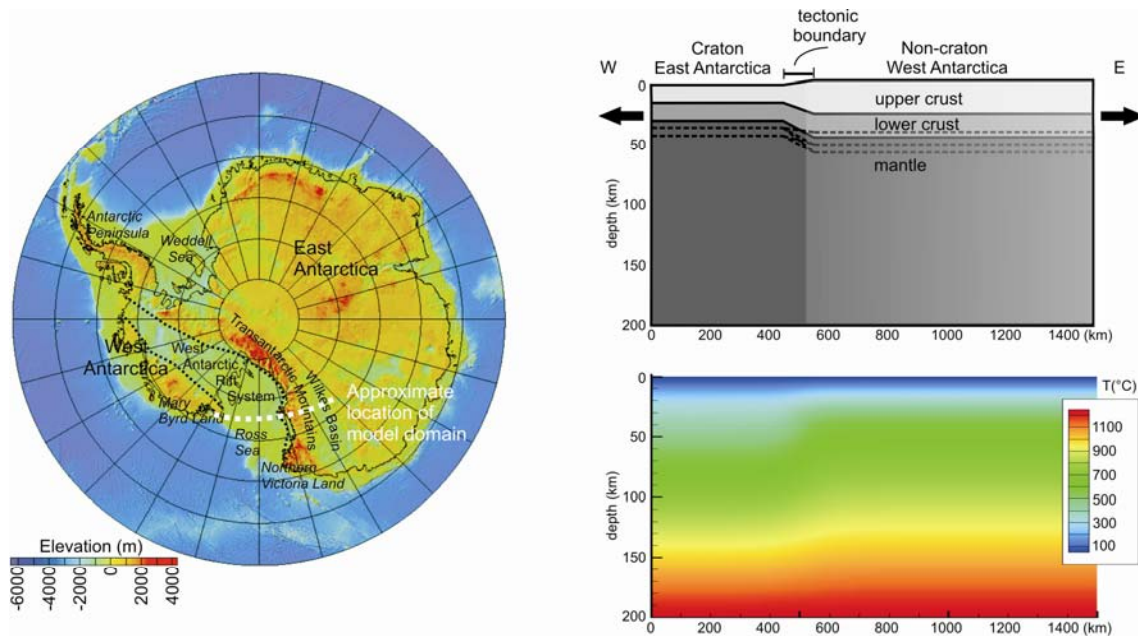 Antarctic
Peninsula
Weddell
Sea
East
Antarctica
West
Antarctica
West
Antarctic
Rift
System
Transantarctic Mountains
Wilkes Basin
Mary
Byrd Land
Ross
Sea
Northern
Victoria Land
Approximate
location of
model domain
Elevation (m)
-6000
-4000
-2000
0
2000
4000
tectonic
boundary
Craton
East Antarctica
Non-craton
West Antarctica
W
E
upper crust
lower crust
mantle
depth (km)
0
50
100
150
200
0 200 400 600 800 1000 1200 1400 (km)
T(°C)
1100
900
700
500
300
100
depth (km)
0
50
100
150
200
0 200 400 600 800 1000 1200 1400 (km)